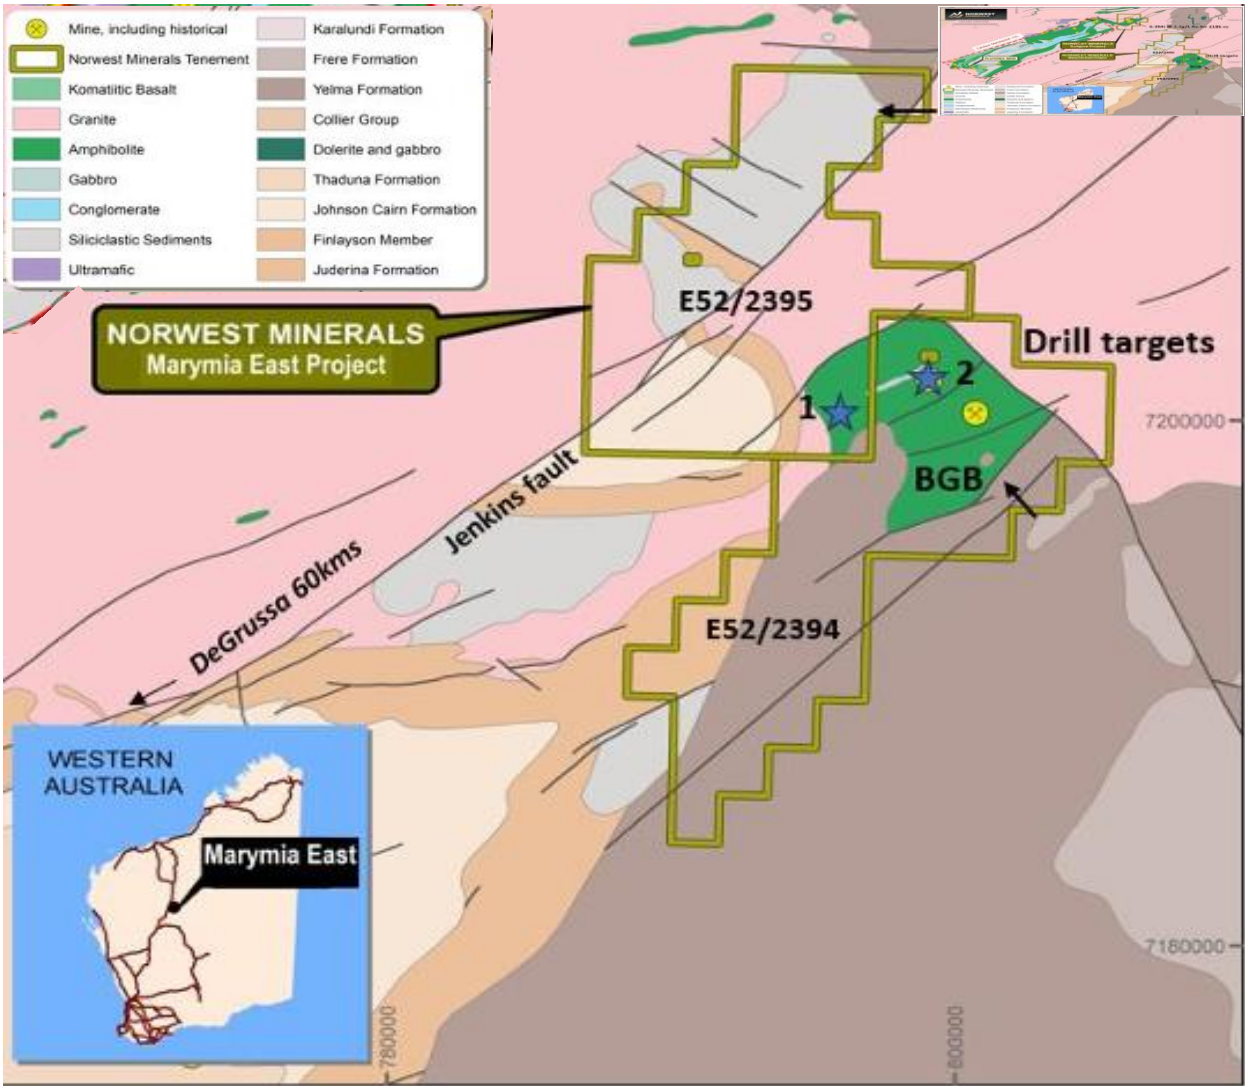 Mine, including historical
Norwest Minerals Tenement
Komatiitic Basalt
Granite
Amphibolite
Gabbro
Conglomerate
Siliciclastic Sediments
Ultramafic
Karalundi Formation
Frere Formation
Yelma Formation
Collier Group
Dolerite and gabbro
Thaduna Formation
Johnson Cairn Formation
Finlayson Member
Juderina Formation
NORWEST MINERALS
Marymia East Project
E52/2395
Drill targets
1
2
7200000
BGB
Jenkins fault
DeGrussa 60kms
E52/2394
WESTERN
AUSTRALIA
Marymia East
7180000
780000
800000